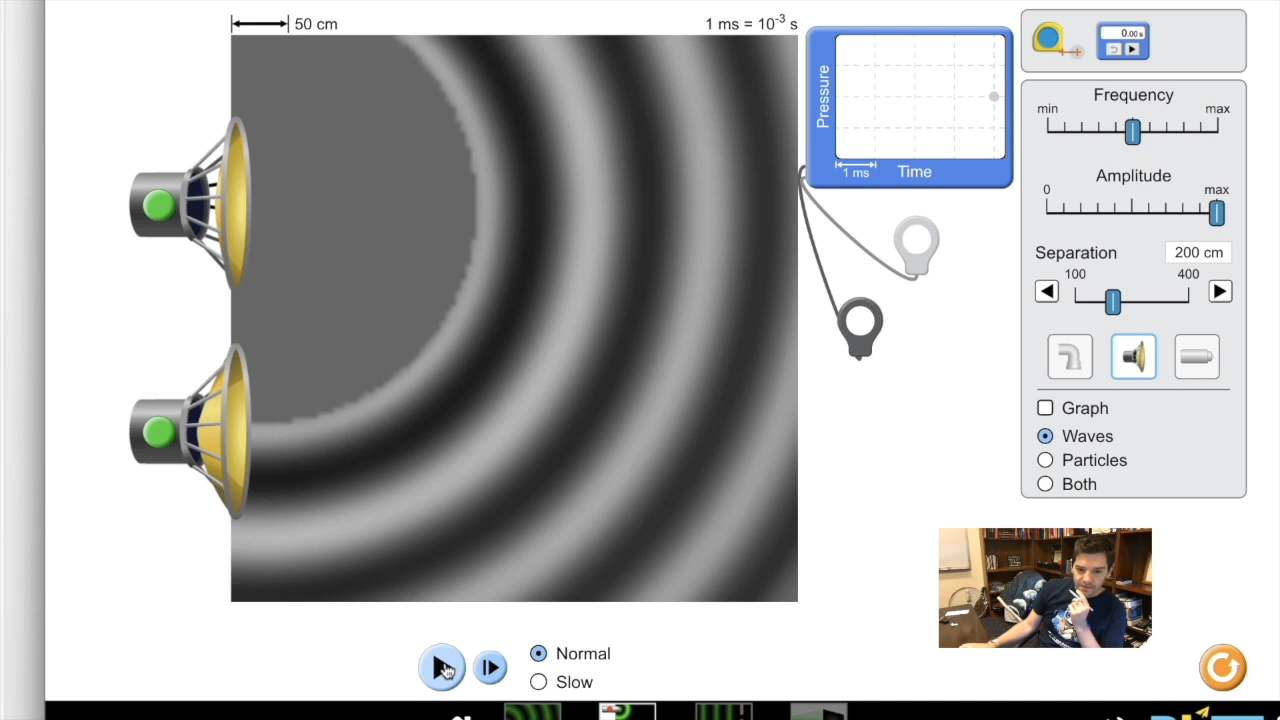 50 cm
1 ms = 10⁻³ s
Pressure
1 ms
Time
0.00 s
Frequency
min
max
Amplitude
0
max
Separation
200 cm
100
400
Graph
Waves
Particles
Both
Normal
Slow